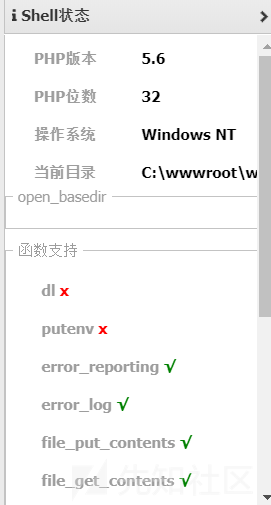 i Shell状态
PHP版本 5.6
PHP位数 32
操作系统 Windows NT
当前目录 C:\wwwroot\w
open_basedir
函数支持
dl x
putenv x
error_reporting √
error_log √
file_put_contents √
file_get_contents √
先知社区